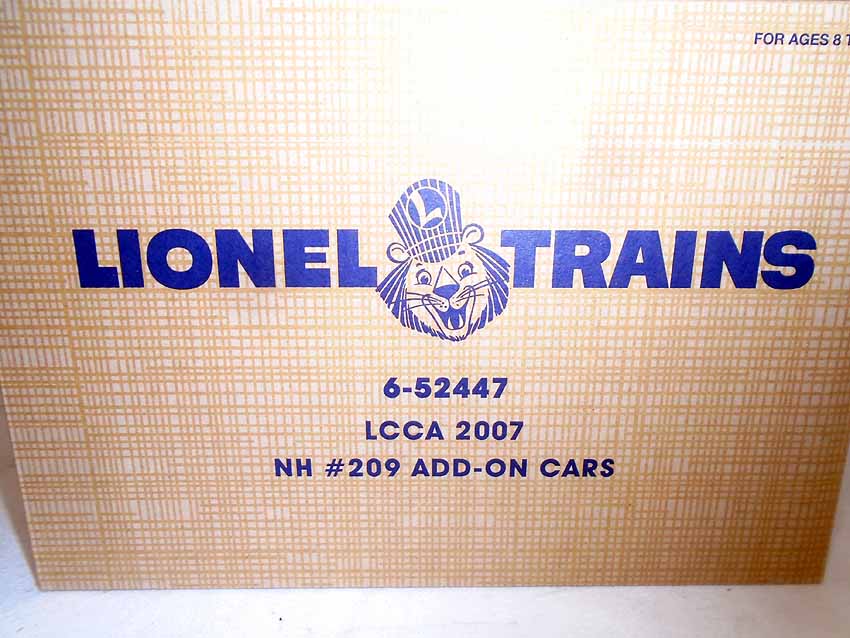 FOR AGES 8
L
LIONEL TRAINS
6-52447
LCCA 2007
NH #209 ADD-ON CARS